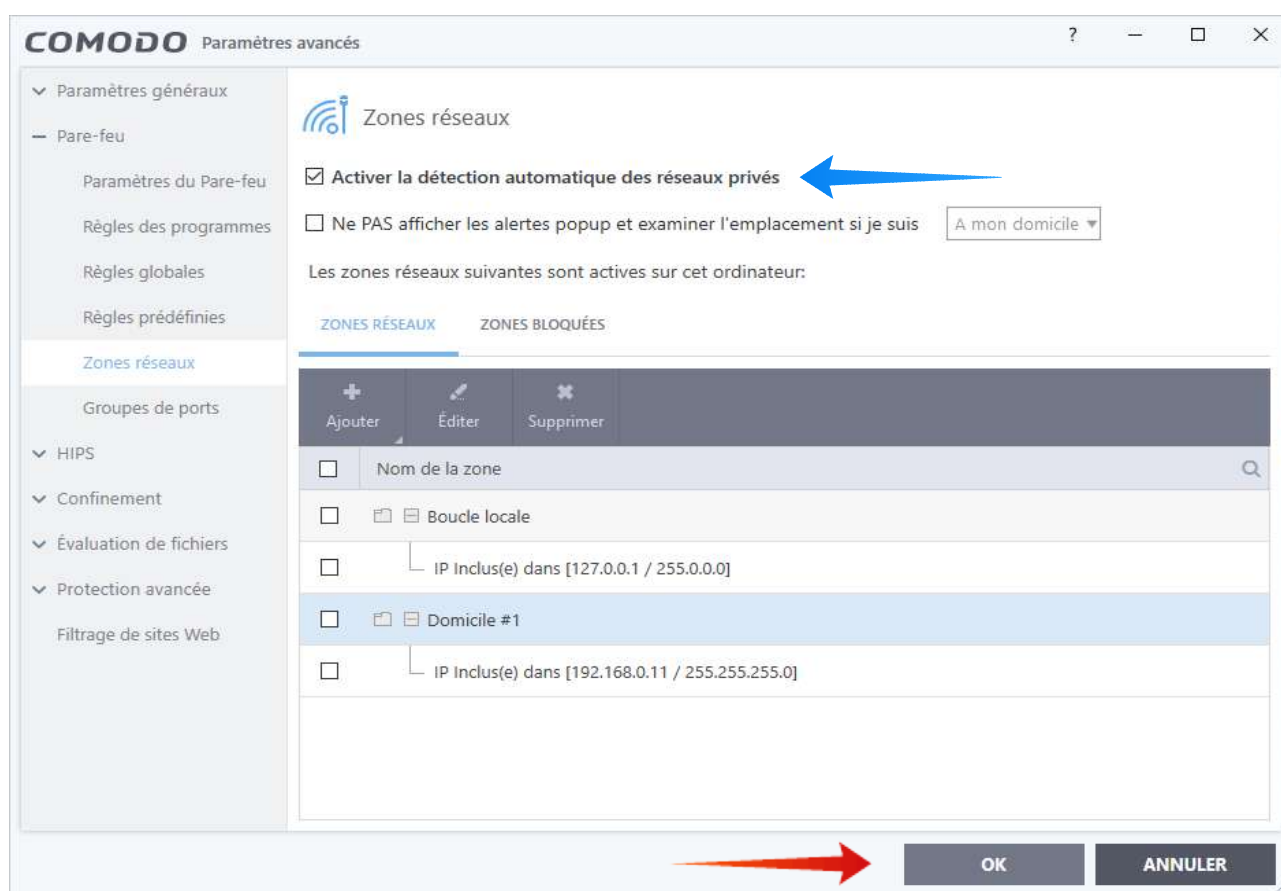 COMODO Paramètres avancés ?
Paramètres généraux
Pare-feu
Paramètres du Pare-feu
Règles des programmes
Règles globales
Règles prédéfinies
Zones réseaux
Groupes de ports
HIPS
Confinement
Évaluation de fichiers
Protection avancée
Filtrage de sites Web
Zones réseaux
Activer la détection automatique des réseaux privés
Ne PAS afficher les alertes popup et examiner l'emplacement si je suis A mon domicile
Les zones réseaux suivantes sont actives sur cet ordinateur:
ZONES RÉSEAUX ZONES BLOQUÉES
Ajouter Éditer Supprimer
Nom de la zone
Boucle locale
IP Inclus(e) dans [127.0.0.1 / 255.0.0.0]
Domicile #1
IP Inclus(e) dans [192.168.0.11 / 255.255.255.0]
OK ANNULER